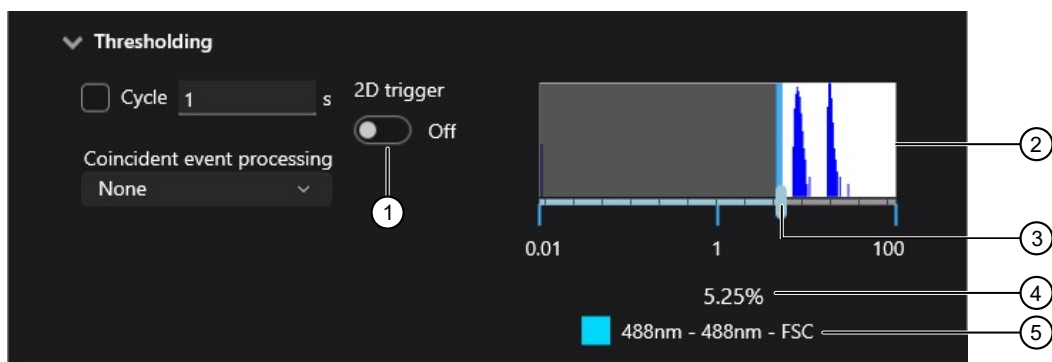 Thresholding
Cycle 1 s
2D trigger
Off
Coincident event processing
None
1
2
3
0.01 1 100
5.25%
4
488nm - 488nm - FSC
5